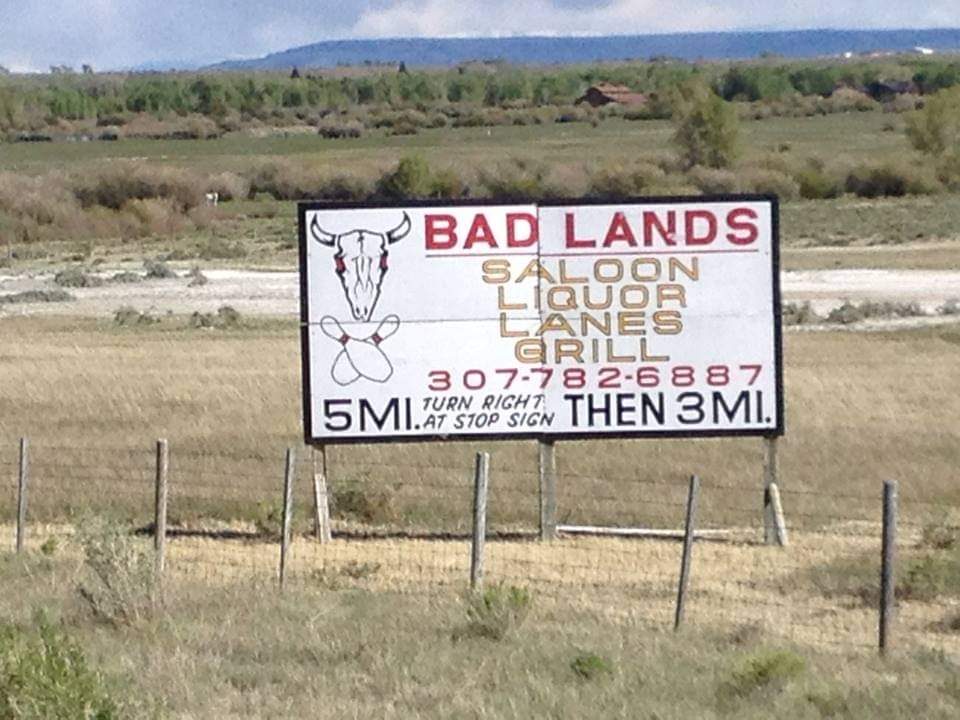 BAD LANDS
SALOON
LIQUOR
LANES
GRILL
307-782-6887
5MI. TURN RIGHT AT STOP SIGN THEN 3MI.